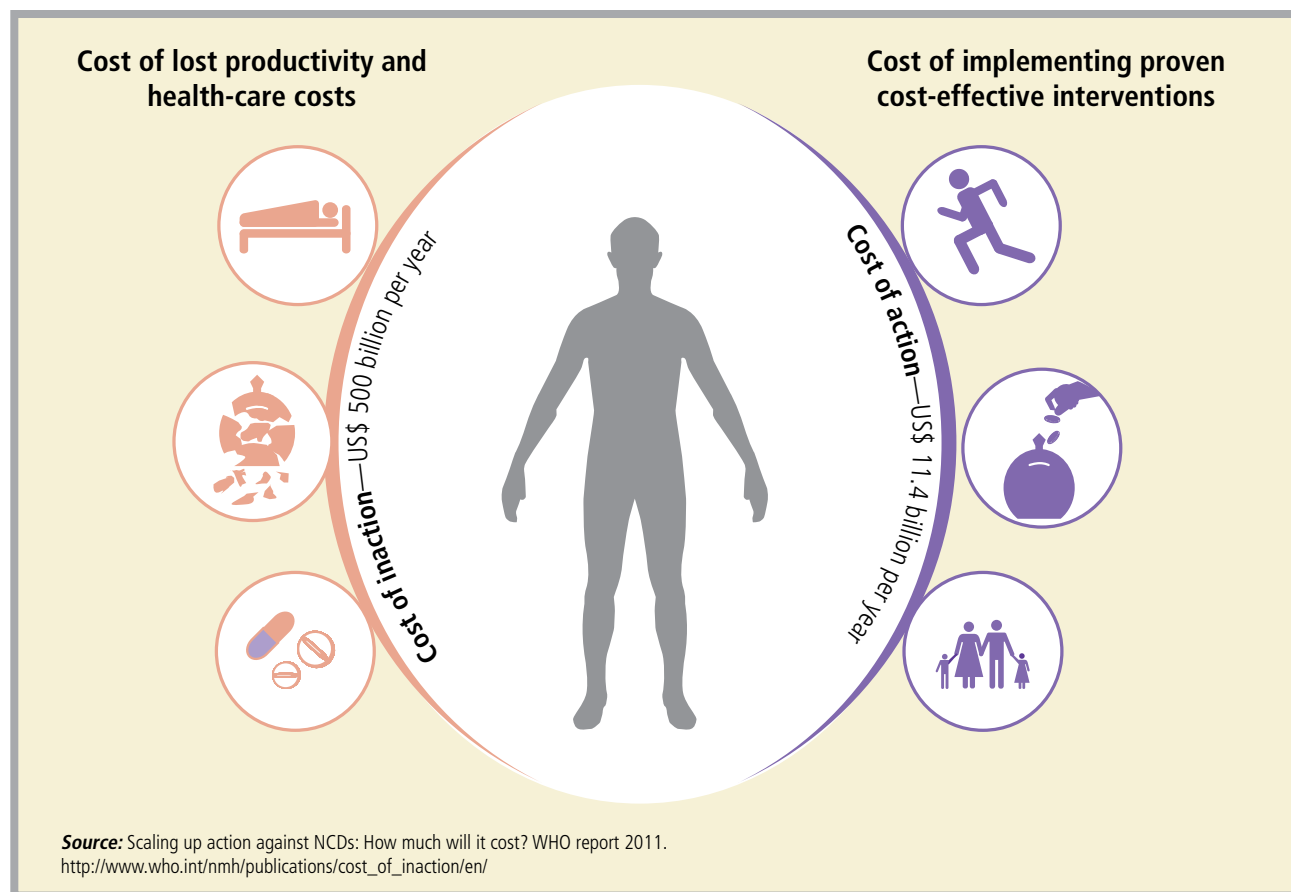 Cost of lost productivity and
health-care costs
Cost of implementing proven
cost-effective interventions
Cost of inaction—US$ 500 billion per year
Cost of action—US$ 11.4 billion per year
Source: Scaling up action against NCDs: How much will it cost? WHO report 2011.
http://www.who.int/nmh/publications/cost_of_inaction/en/